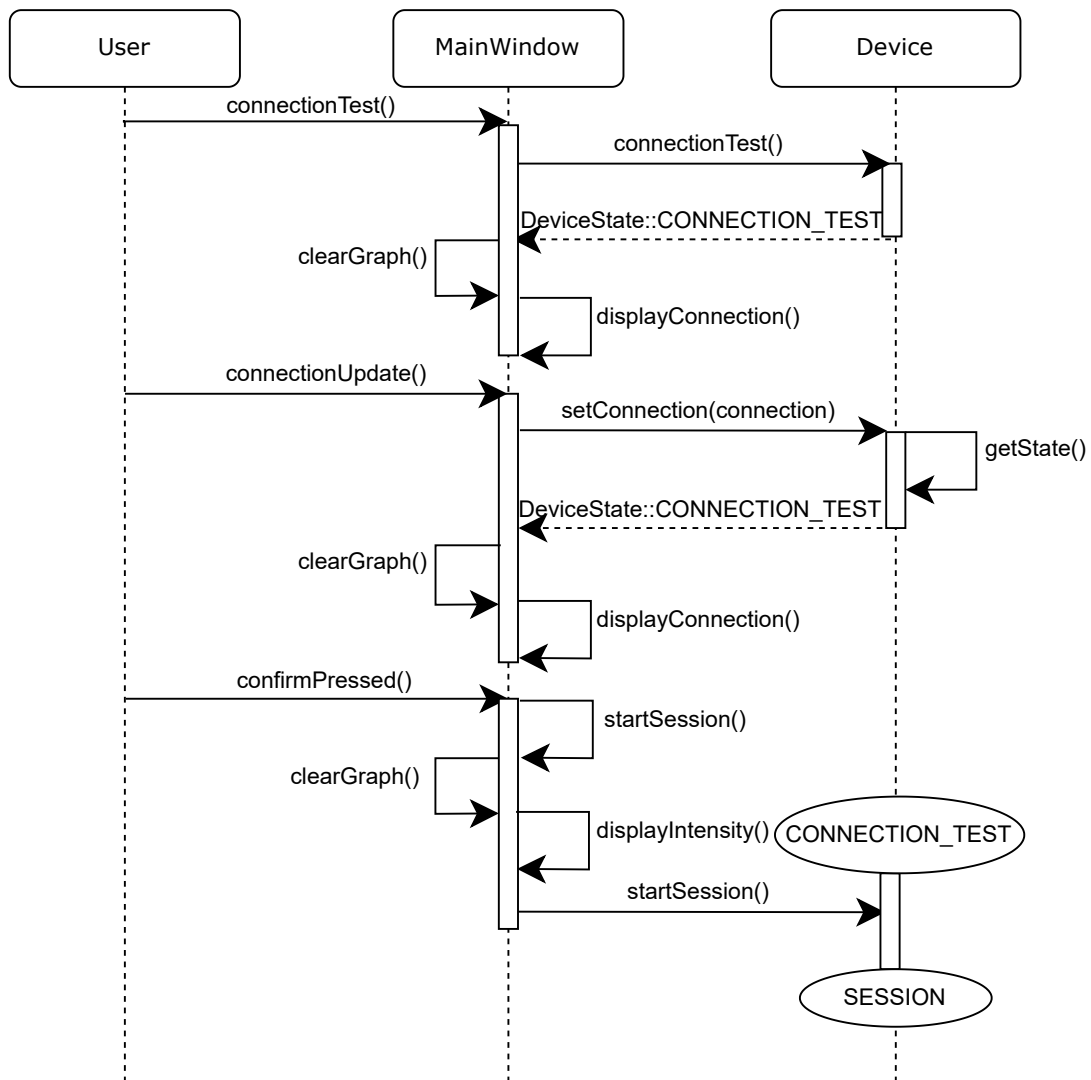 User
MainWindow
Device
connectionTest()
connectionTest()
DeviceState::CONNECTION_TEST
clearGraph()
displayConnection()
connectionUpdate()
setConnection(connection)
getState()
DeviceState::CONNECTION_TEST
clearGraph()
displayConnection()
confirmPressed()
startSession()
clearGraph()
displayIntensity()
CONNECTION_TEST
startSession()
SESSION